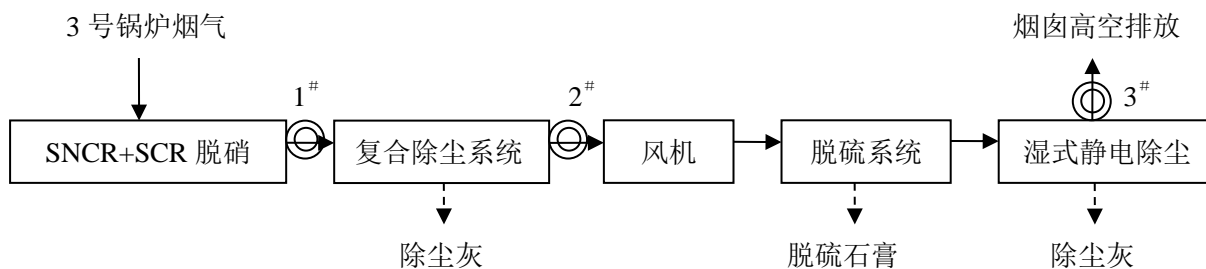 3 号锅炉烟气
烟囱高空排放
1#
2#
3#
SNCR+SCR 脱硝
复合除尘系统
风机
脱硫系统
湿式静电除尘
除尘灰
脱硫石膏
除尘灰